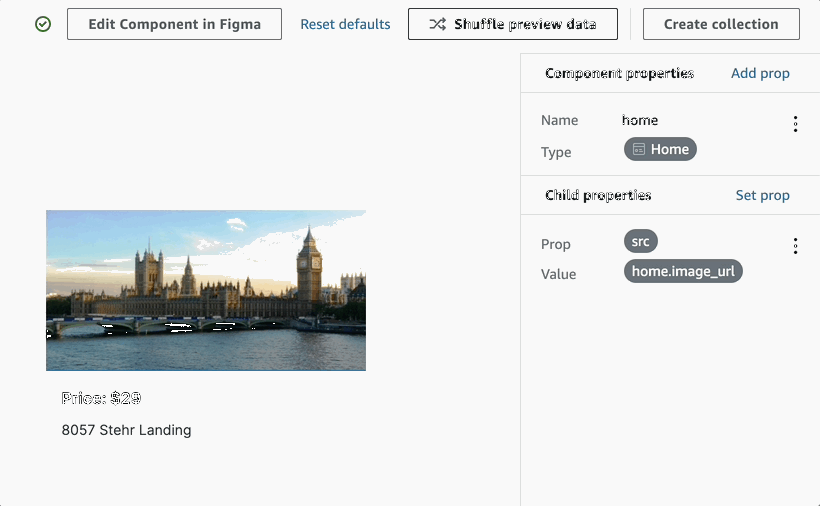 Edit Component in Figma
Reset defaults
Shuffle preview data
Create collection
Component properties
Add prop
Name
home
Type
Home
Child properties
Set prop
Prop
src
Value
home.image_url
Price: $29
8057 Stehr Landing